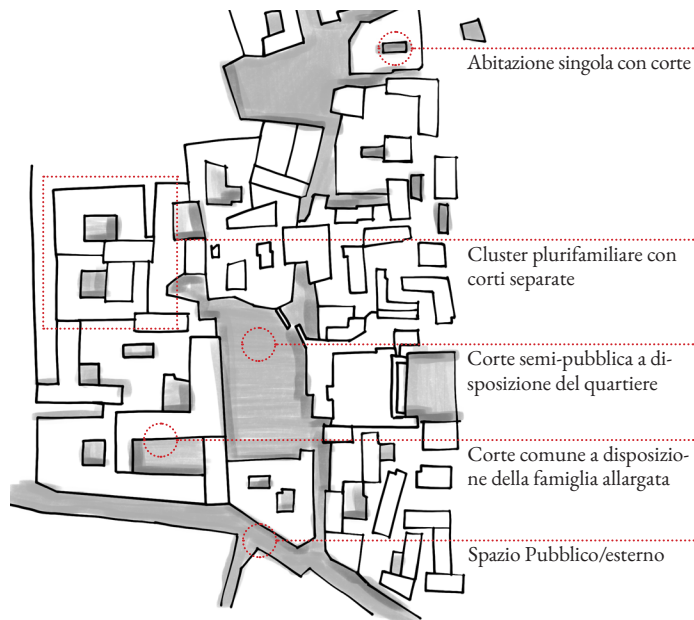 Abitazione singola con corte
Cluster plurifamiliare con
corti separate
Corte semi-pubblica a di-
sposizione del quartiere
Corte comune a disposizio-
ne della famiglia allargata
Spazio Pubblico/esterno